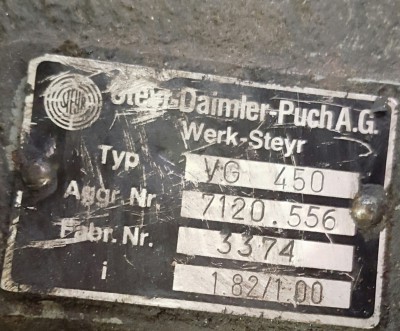 STEYR
Steyr-Daimler-Puch A.G.
Werk-Steyr
Typ VG 450
Aggr. Nr. 7120.556
Fabr. Nr. 3374
i 1.82/1.00